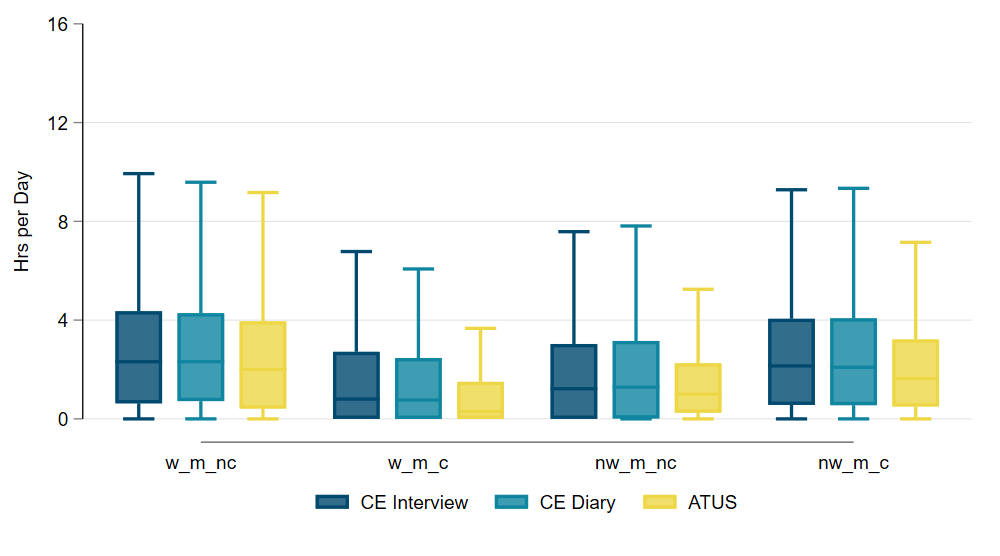 16
12
8
4
0
Hrs per Day
w_m_nc w_m_c nw_m_nc nw_m_c
CE Interview CE Diary ATUS